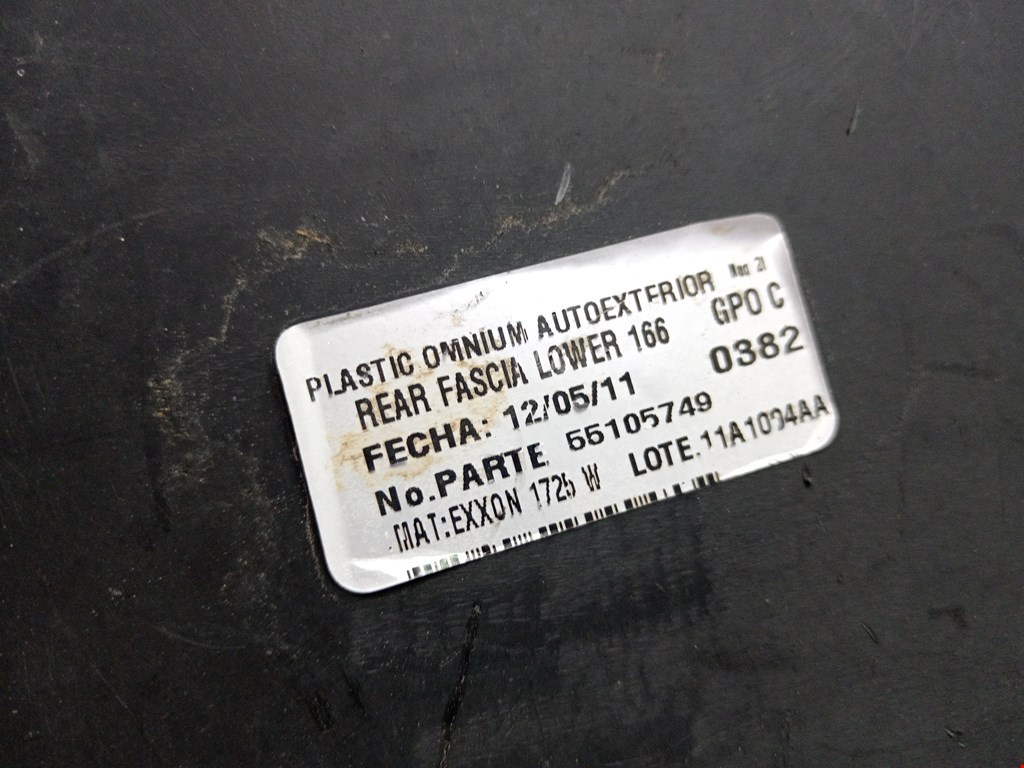 PLASTIC OMNIUM AUTOEXTERIOR
REAR FASCIA LOWER 166 GPO C
FECHA: 12/05/11 0382
No.PARTE. 55105749
MAT:EXXON 1725 W LOTE.11A1094AA